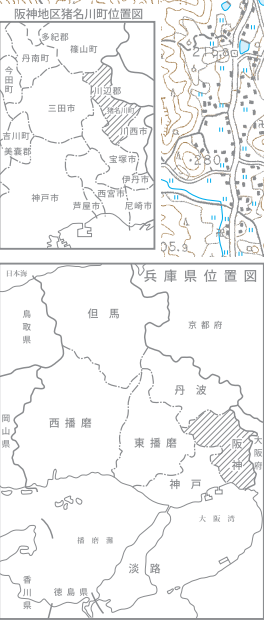 阪神地区猪名川町位置図
多紀郡
篠山町
丹南町
今田町
川辺郡
猪名川町
三田市
川西市
吉川町
美嚢郡
宝塚市
伊丹市
神戸市
西宮市
芦屋市
尼崎市
280
05.9
兵庫県位置図
日本海
鳥取県
但馬
京都府
丹波
岡山県
西播磨
東播磨
阪神
大阪府
神戸
大阪湾
播磨灘
淡路
香川県
徳島県